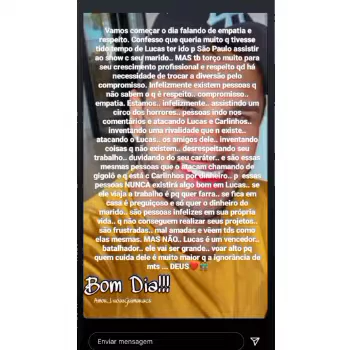 Vamos começar o dia falando de empatia e
respeito. Confesso que queria muito q tivesse
tido tempo de Lucas ter ido p São Paulo assistir
ao show c seu marido.. MAS tb torço muito para
seu crescimento profissional e respeito qd há
necessidade de trocar a diversão pelo
compromisso. Infelizmente existem pessoas q
não sabem o q é respeito.. compromisso..
empatia. Estamos.. infelizmente.. assistindo um
circo dos horrores.. pessoas indo nos
comentários e atacando Lucas e Carlinhos..
inventando uma rivalidade que n existe..
atacando o Lucas.. os amigos dele.. inventando
coisas q não existem.. desrespeitando seu
trabalho.. duvidando do seu caráter.. e são essas
mesmas pessoas que o atacam chamando de
gigolô e q está c Carlinhos por dinheiro.. p essas
pessoas NUNCA existirá algo bom em Lucas.. se
ele viaja a trabalho é pq quer farra.. se fica em
casa é preguiçoso e só quer o dinheiro do
marido.. são pessoas infelizes em sua própria
vida.. q não conseguem realizar seus projetos..
são frustradas.. mal amadas e vêem tds como
elas mesmas. MAS NÃO.. Lucas é um vencedor..
batalhador.. ele vai ser grande.. voar alto pq
quem cuida dele é muito maior q a ignorância de
mts ... DEUS
Bom Dia!!!
Enviar mensagem